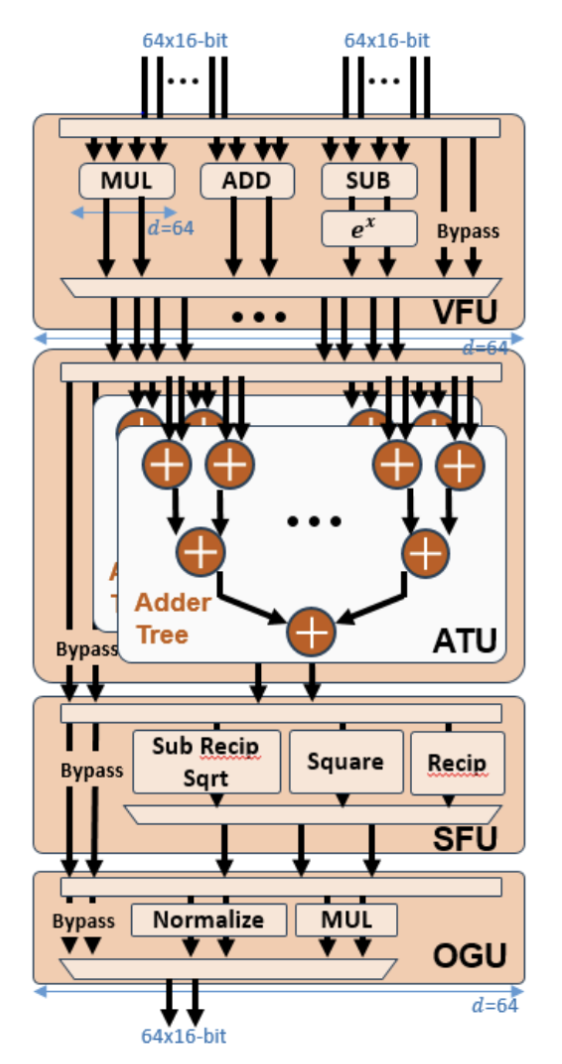 64x16-bit 64x16-bit
MUL ADD SUB
e^x
d=64
Bypass
VFU
d=64
Adder
Tree
ATU
Bypass
Sub Recip
Sqrt
Square
Recip
Bypass
SFU
Bypass
Normalize
MUL
OGU
d=64
64x16-bit